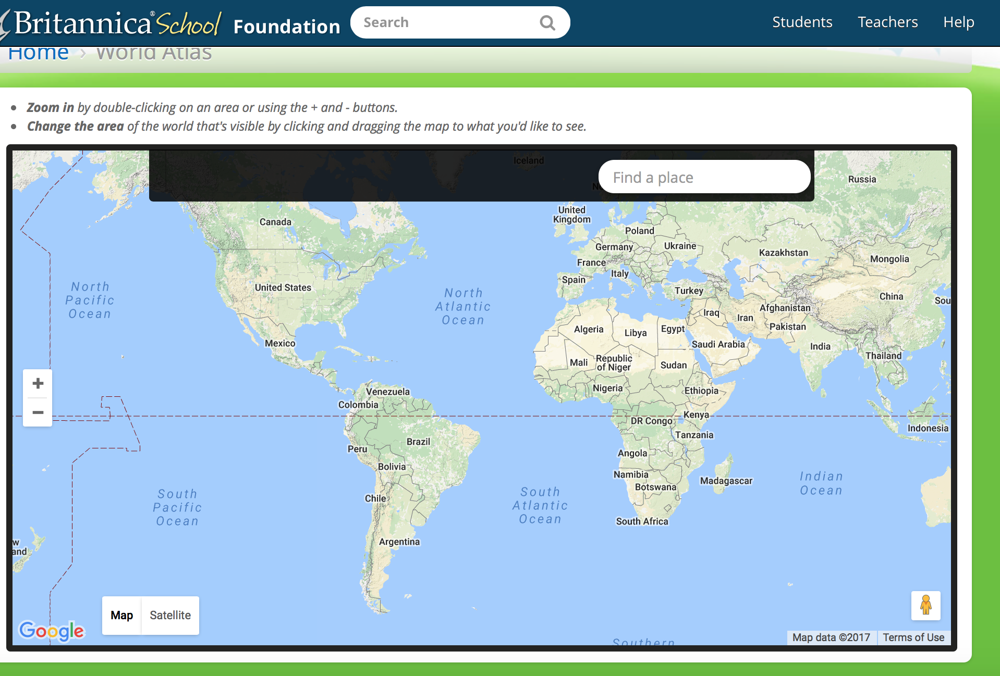 Britannica® School Foundation Search Students Teachers Help
Home › World Atlas
• Zoom in by double-clicking on an area or using the + and - buttons.
• Change the area of the world that's visible by clicking and dragging the map to what you'd like to see.
Iceland
Find a place
Russia
United
Kingdom
Canada
Poland
Germany
Ukraine
Kazakhstan
Mongolia
France
Italy
Spain
United States
Turkey
China
Sou
North
Pacific
Ocean
North
Atlantic
Ocean
Afghanistan
Iraq
Iran
Pakistan
Algeria
Libya
Egypt
Mexico
Saudi Arabia
India
Thailand
Mali
Republic
of Niger
Sudan
+
−
Nigeria
Ethiopia
Venezuela
Colombia
Kenya
DR Congo
Indonesia
Tanzania
Brazil
Peru
Angola
Bolivia
Namibia
Madagascar
Botswana
Indian
Ocean
Chile
South
Pacific
Ocean
South
Atlantic
Ocean
South Africa
w
and
Argentina
Map Satellite
Google
Southern
Map data ©2017 Terms of Use